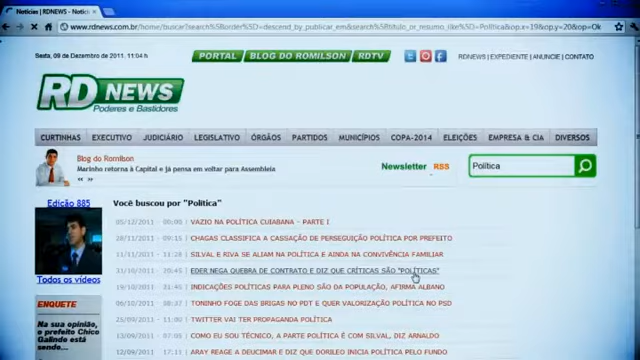 Notícias | RDNEWS - Notíci
www.rdnews.com.br/home/buscar?search%5Border%5D=descend_by_publicar_em&search%5Btitulo_or_resumo_like%5D=Política&op.x=19&op.y=20&op=Ok
Sexta, 09 de Dezembro de 2011, 11:04 h
PORTAL BLOG DO ROMILSON RDTV
RDNEWS | EXPEDIENTE | ANUNCIE | CONTATO
RD NEWS
Poderes e Bastidores
CURTINHAS EXECUTIVO JUDICIÁRIO LEGISLATIVO ÓRGÃOS PARTIDOS MUNICÍPIOS COPA-2014 ELEIÇÕES EMPRESA & CIA DIVERSOS
Blog do Romilson
Marinho retorna à Capital e já pensa em voltar para Assembleia
Newsletter RSS
Política
Edição 885
Todos os vídeos
ENQUETE
Na sua opinião,
o prefeito Chico
Galindo está
sendo...
Você buscou por "Política"
05/12/2011 - 00:00 | VAZIO NA POLÍTICA CUIABANA - PARTE I
28/11/2011 - 09:15 | CHAGAS CLASSIFICA A CASSAÇÃO DE PERSEGUIÇÃO POLÍTICA POR PREFEITO
11/11/2011 - 11:28 | SILVAL E RIVA SE ALIAM NA POLÍTICA E AINDA NA CONVIVÊNCIA FAMILIAR
31/10/2011 - 20:45 | EDER NEGA QUEBRA DE CONTRATO E DIZ QUE CRÍTICAS SÃO "POLÍTICAS"
19/10/2011 - INDICAÇÕES POLÍTICAS PARA PLENO SÃO DA POPULAÇÃO, AFIRMA ALBANO
06/10/2011 - 08:37 | TONINHO FOGE DAS BRIGAS NO PDT E QUER VALORIZAÇÃO POLÍTICA NO PSD
25/09/2011 - 11:00 | TWITTER VAI TER PROPAGANDA POLÍTICA
13/09/2011 - 07:05 | COMO EU SOU TÉCNICO, A PARTE POLÍTICA É COM SILVAL, DIZ ARNALDO
12/09/2011 - ARAY REAGE A DEUCIMAR E DIZ QUE DORILEO INICIA POLÍTICA PELO FUNDO